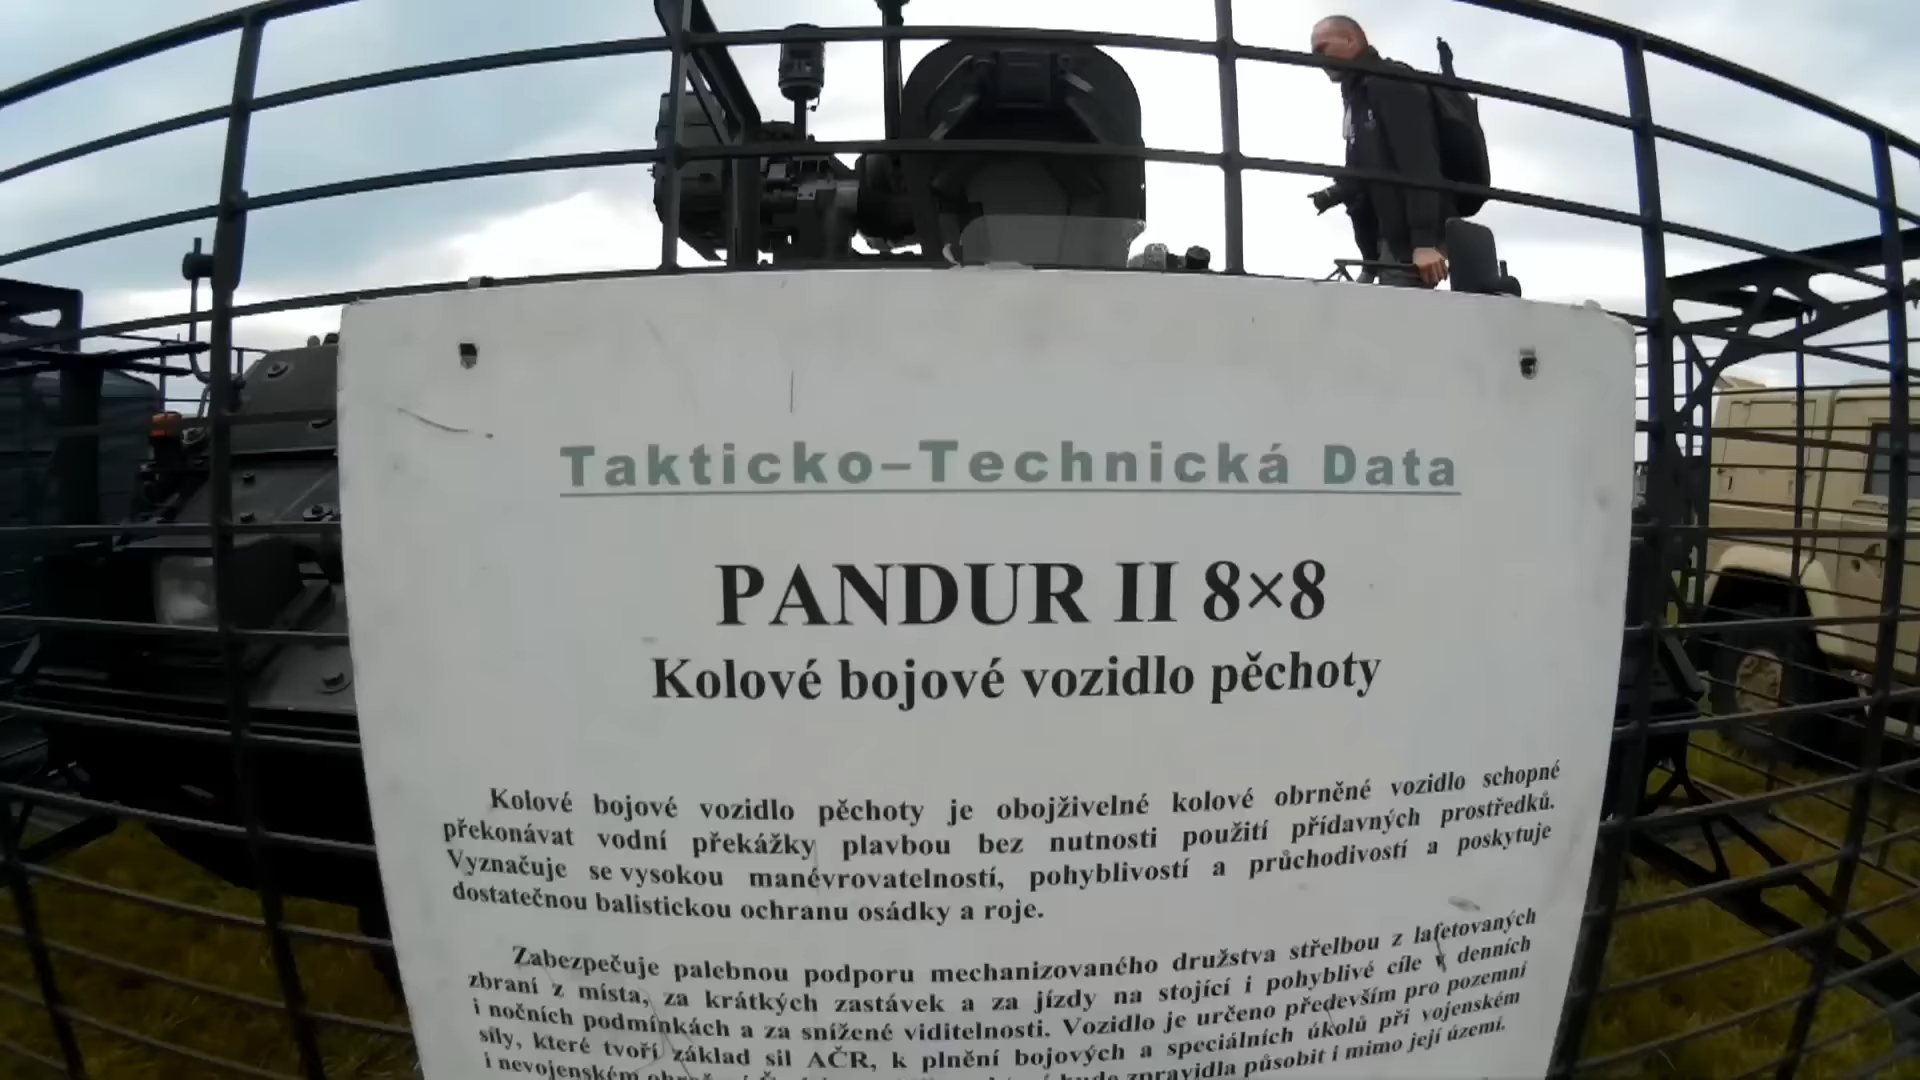 Takticko-Technická Data
PANDUR II 8×8
Kolové bojové vozidlo pěchoty
Kolové bojové vozidlo pěchoty je obojživelné kolové obrněné vozidlo schopné
překonávat vodní překážky plavbou bez nutnosti použití přídavných prostředků.
Vyznačuje se vysokou manévrovatelností, pohyblivostí a průchodivostí a poskytuje
dostatečnou balistickou ochranu osádky a roje.
Zabezpečuje palebnou podporu mechanizovaného družstva střelbou z lafetovaných
zbraní z místa, za krátkých zastávek a za jízdy na stojící i pohyblivé cíle v denních
i nočních podmínkách a za snížené viditelnosti. Vozidlo je určeno především pro pozemní
síly, které tvoří základ sil AČR, k plnění bojových a speciálních úkolů při vojenském
i nevojenském zpravidla působit i mimo její území.